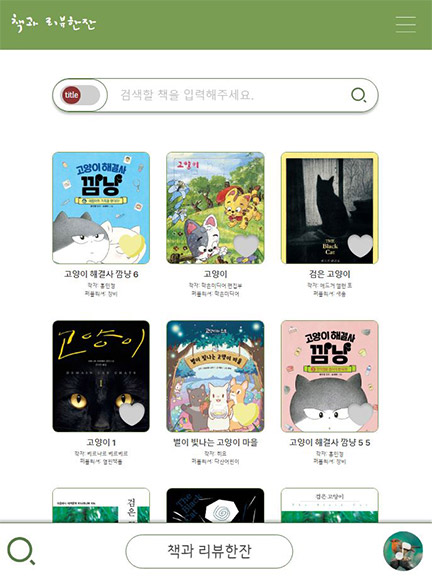 책과 리뷰한잔
title
검색할 책을 입력해주세요.
고양이 해결사
깜냥
고양이
THE
Black
Cat
고양이 해결사 깜냥 6
작가: 홍민정
퍼블리셔: 창비
고양이
작가: 학은미디어 편집부
퍼블리셔: 학은미디어
검은 고양이
작가: 에드거 앨런 포
퍼블리셔: 새움
고양이
1
별이 빛나는 고양이 마을
고양이 해결사
깜냥
고양이 1
작가: 베르나르 베르베르
퍼블리셔: 열린책들
별이 빛나는 고양이 마을
작가: 퍼블리셔: 다산어린이
고양이 해결사 깜냥 5 5
작가: 홍민정
퍼블리셔: 창비
검은
검은 고양이
책과 리뷰한잔